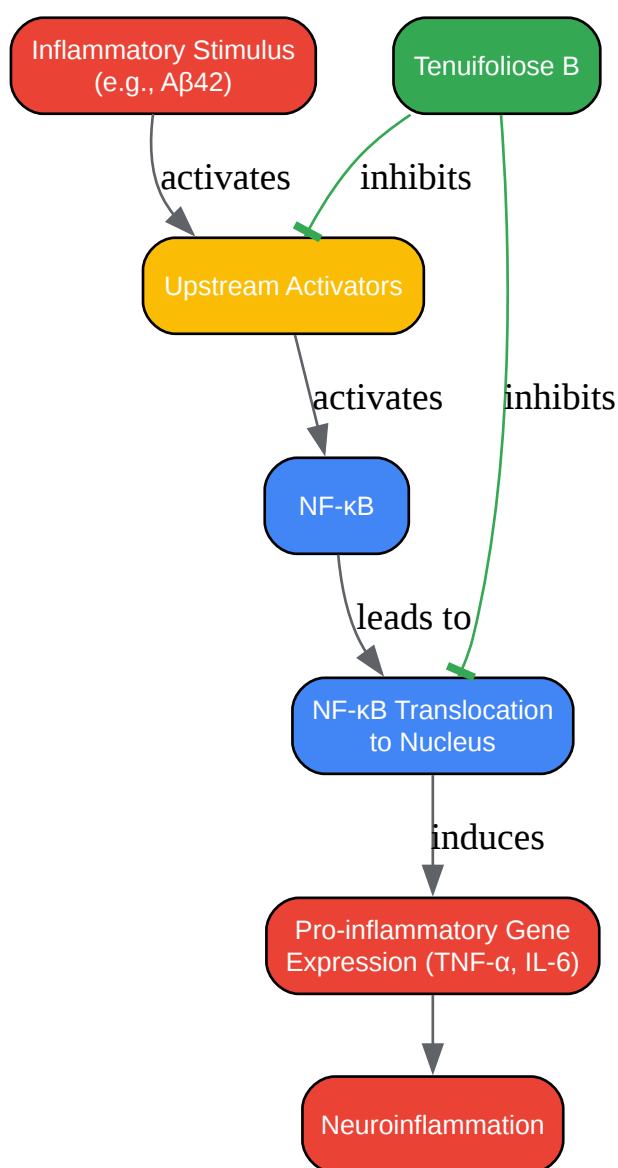 Inflammatory Stimulus
(e.g., Aβ42)
Tenuifoliose B
activates
inhibits
Upstream Activators
activates
inhibits
NF-κB
leads to
NF-κB Translocation
to Nucleus
induces
Pro-inflammatory Gene
Expression (TNF-α, IL-6)
Neuroinflammation